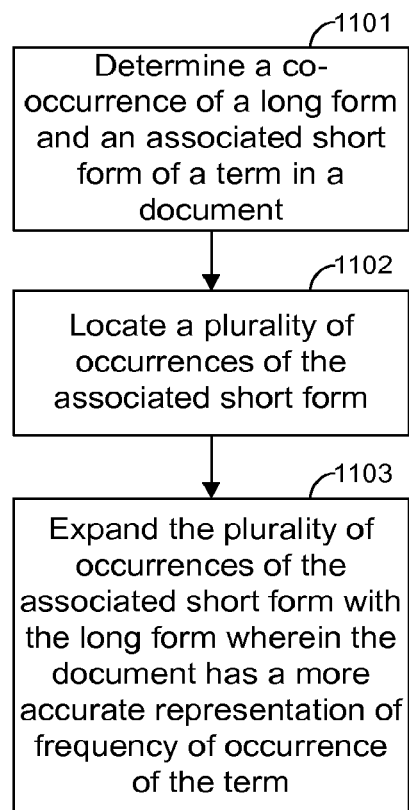 1101
Determine a co-
occurrence of a long form
and an associated short
form of a term in a
document
1102
Locate a plurality of
occurrences of the
associated short form
1103
Expand the plurality of
occurrences of the
associated short form with
the long form wherein the
document has a more
accurate representation of
frequency of occurrence
of the term